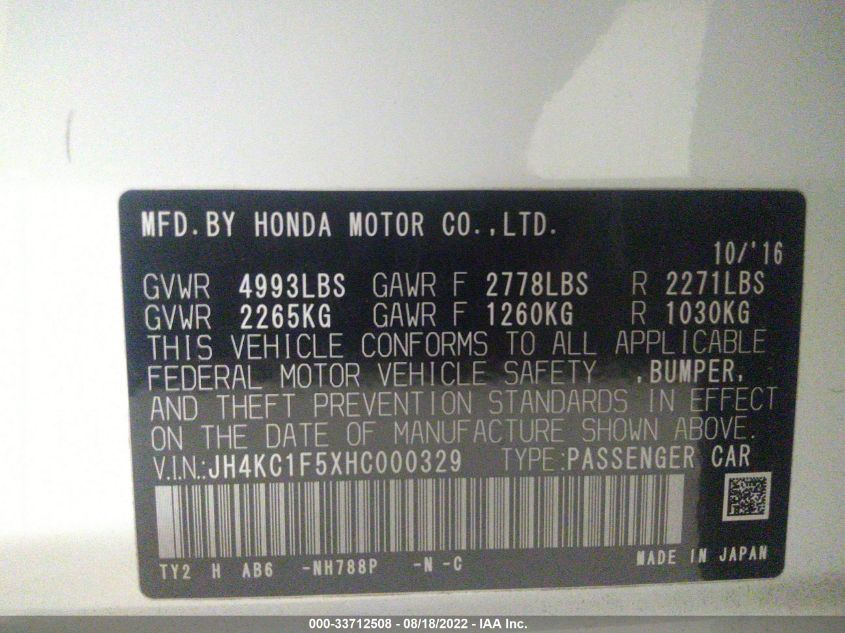 MFD.BY HONDA MOTOR CO.,LTD.
10/'16
GVWR 4993LBS GAWR F 2778LBS R 2271LBS
GVWR 2265KG GAWR F 1260KG R 1030KG
THIS VEHICLE CONFORMS TO ALL APPLICABLE
FEDERAL MOTOR VEHICLE SAFETY ,BUMPER,
AND THEFT PREVENTION STANDARDS IN EFFECT
ON THE DATE OF MANUFACTURE SHOWN ABOVE.
V.I.N.:JH4KC1F5XHC000329 TYPE:PASSENGER CAR
TY2 H AB6 -NH788P -N -C MADE IN JAPAN
000-33712508 - 08/18/2022 - IAA Inc.